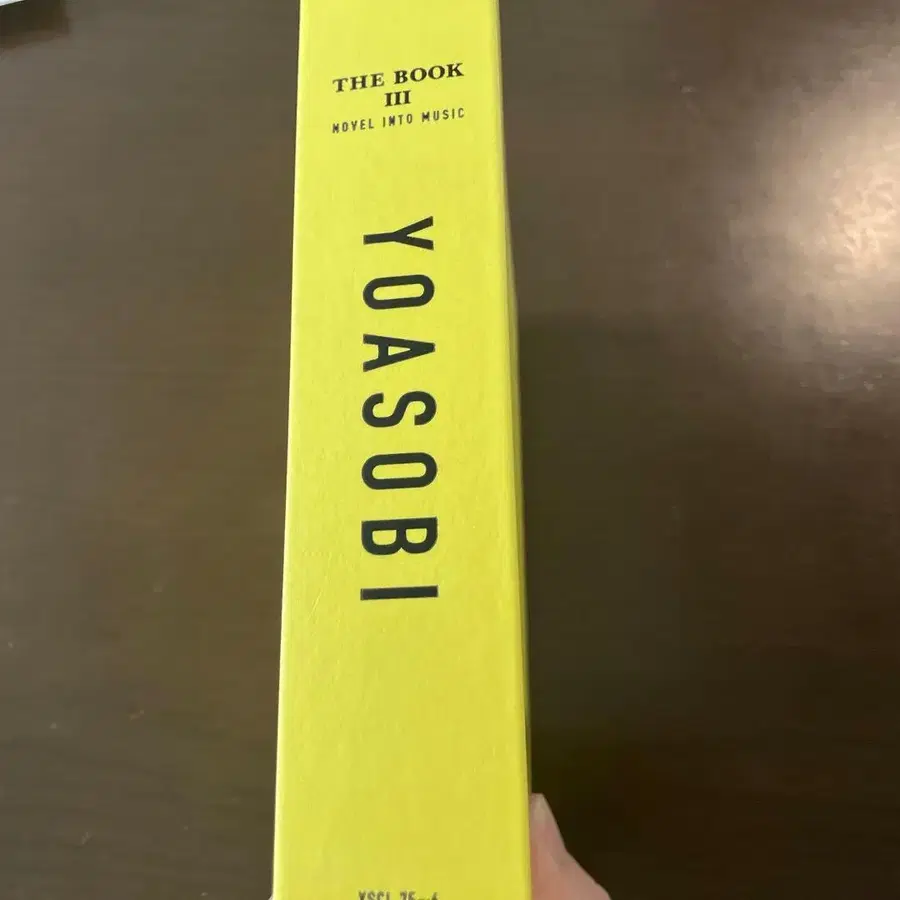 THE BOOK
III
NOVEL INTO MUSIC
YOASOBI